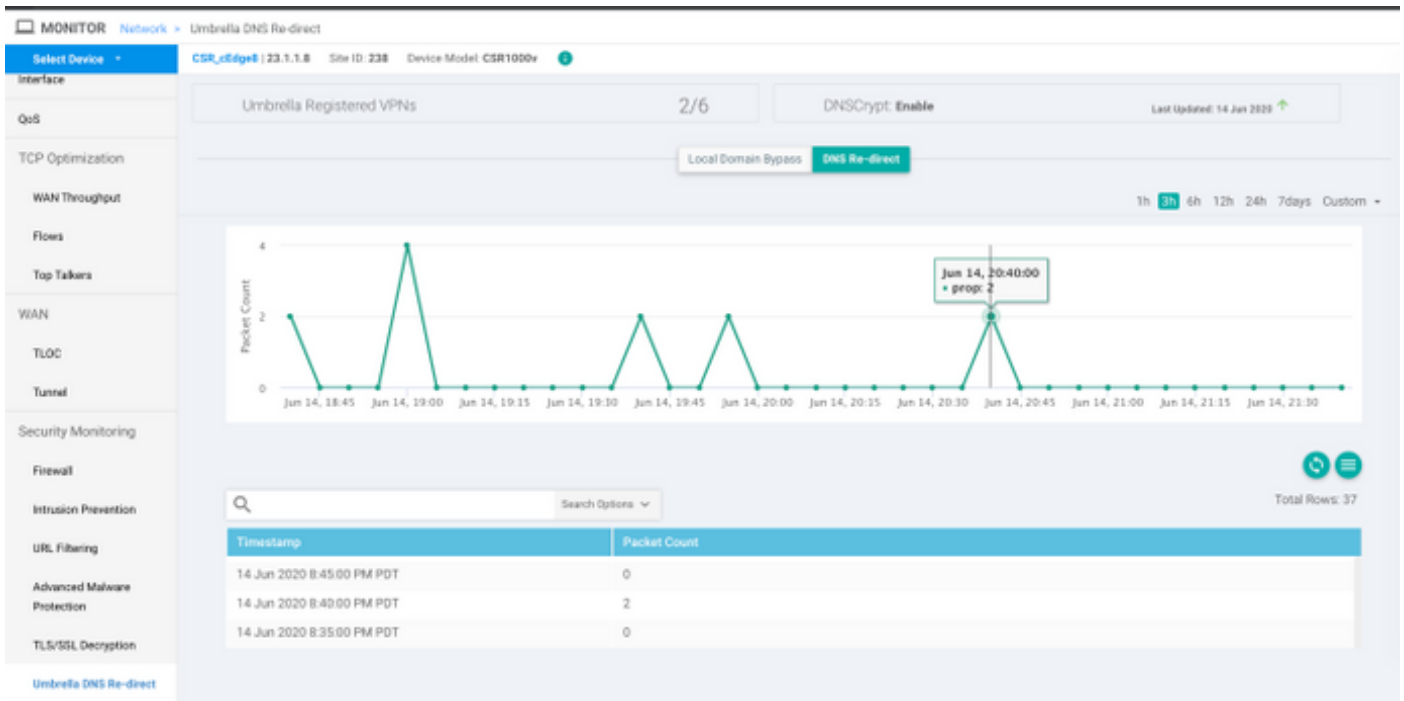 MONITOR Network > Umbrella DNS Re-direct
Select Device
CSR_cEdge8 | 23.1.1.8 Site ID: 238 Device Model: CSR1000v
Interface
QoS
TCP Optimization
WAN Throughput
Flows
Top Talkers
WAN
TLOC
Tunnel
Security Monitoring
Firewall
Intrusion Prevention
URL Filtering
Advanced Malware
Protection
TLS/SSL Decryption
Umbrella DNS Re-direct
Umbrella Registered VPNs 2/6
DNSCrypt: Enable Last Updated: 14 Jun 2020
Local Domain Bypass DNS Re-direct
1h 3h 6h 12h 24h 7days Custom
Packet Count
4
2
0
Jun 14, 20:40:00
• prop: 2
Jun 14, 18:45 Jun 14, 19:00 Jun 14, 19:15 Jun 14, 19:30 Jun 14, 19:45 Jun 14, 20:00 Jun 14, 20:15 Jun 14, 20:30 Jun 14, 20:45 Jun 14, 21:00 Jun 14, 21:15 Jun 14, 21:30
Search Options
Total Rows: 37
Timestamp Packet Count
14 Jun 2020 8:45:00 PM PDT 0
14 Jun 2020 8:40:00 PM PDT 2
14 Jun 2020 8:35:00 PM PDT 0